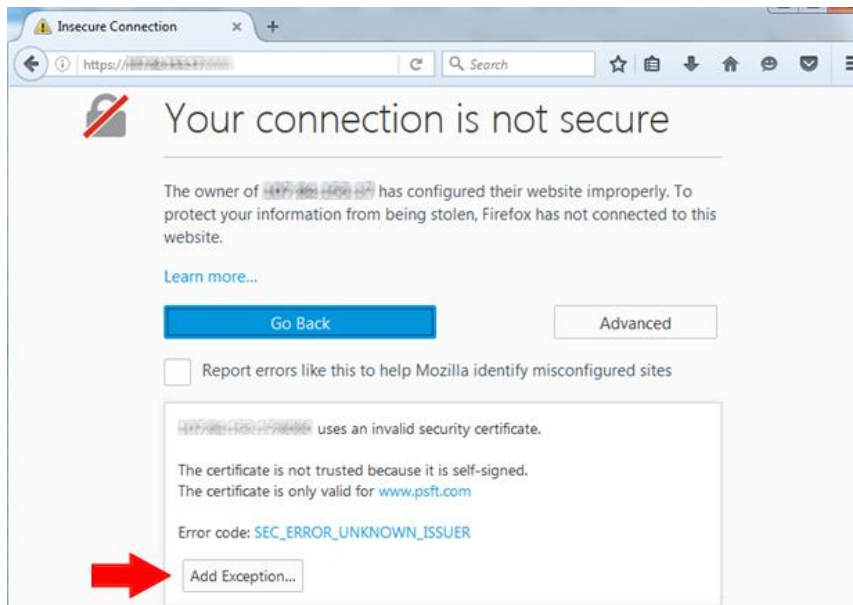 Insecure Connection
https://
Search
Your connection is not secure
The owner of has configured their website improperly. To
protect your information from being stolen, Firefox has not connected to this
website.
Learn more...
Go Back
Advanced
Report errors like this to help Mozilla identify misconfigured sites
uses an invalid security certificate.
The certificate is not trusted because it is self-signed.
The certificate is only valid for www.psft.com
Error code: SEC_ERROR_UNKNOWN_ISSUER
Add Exception...